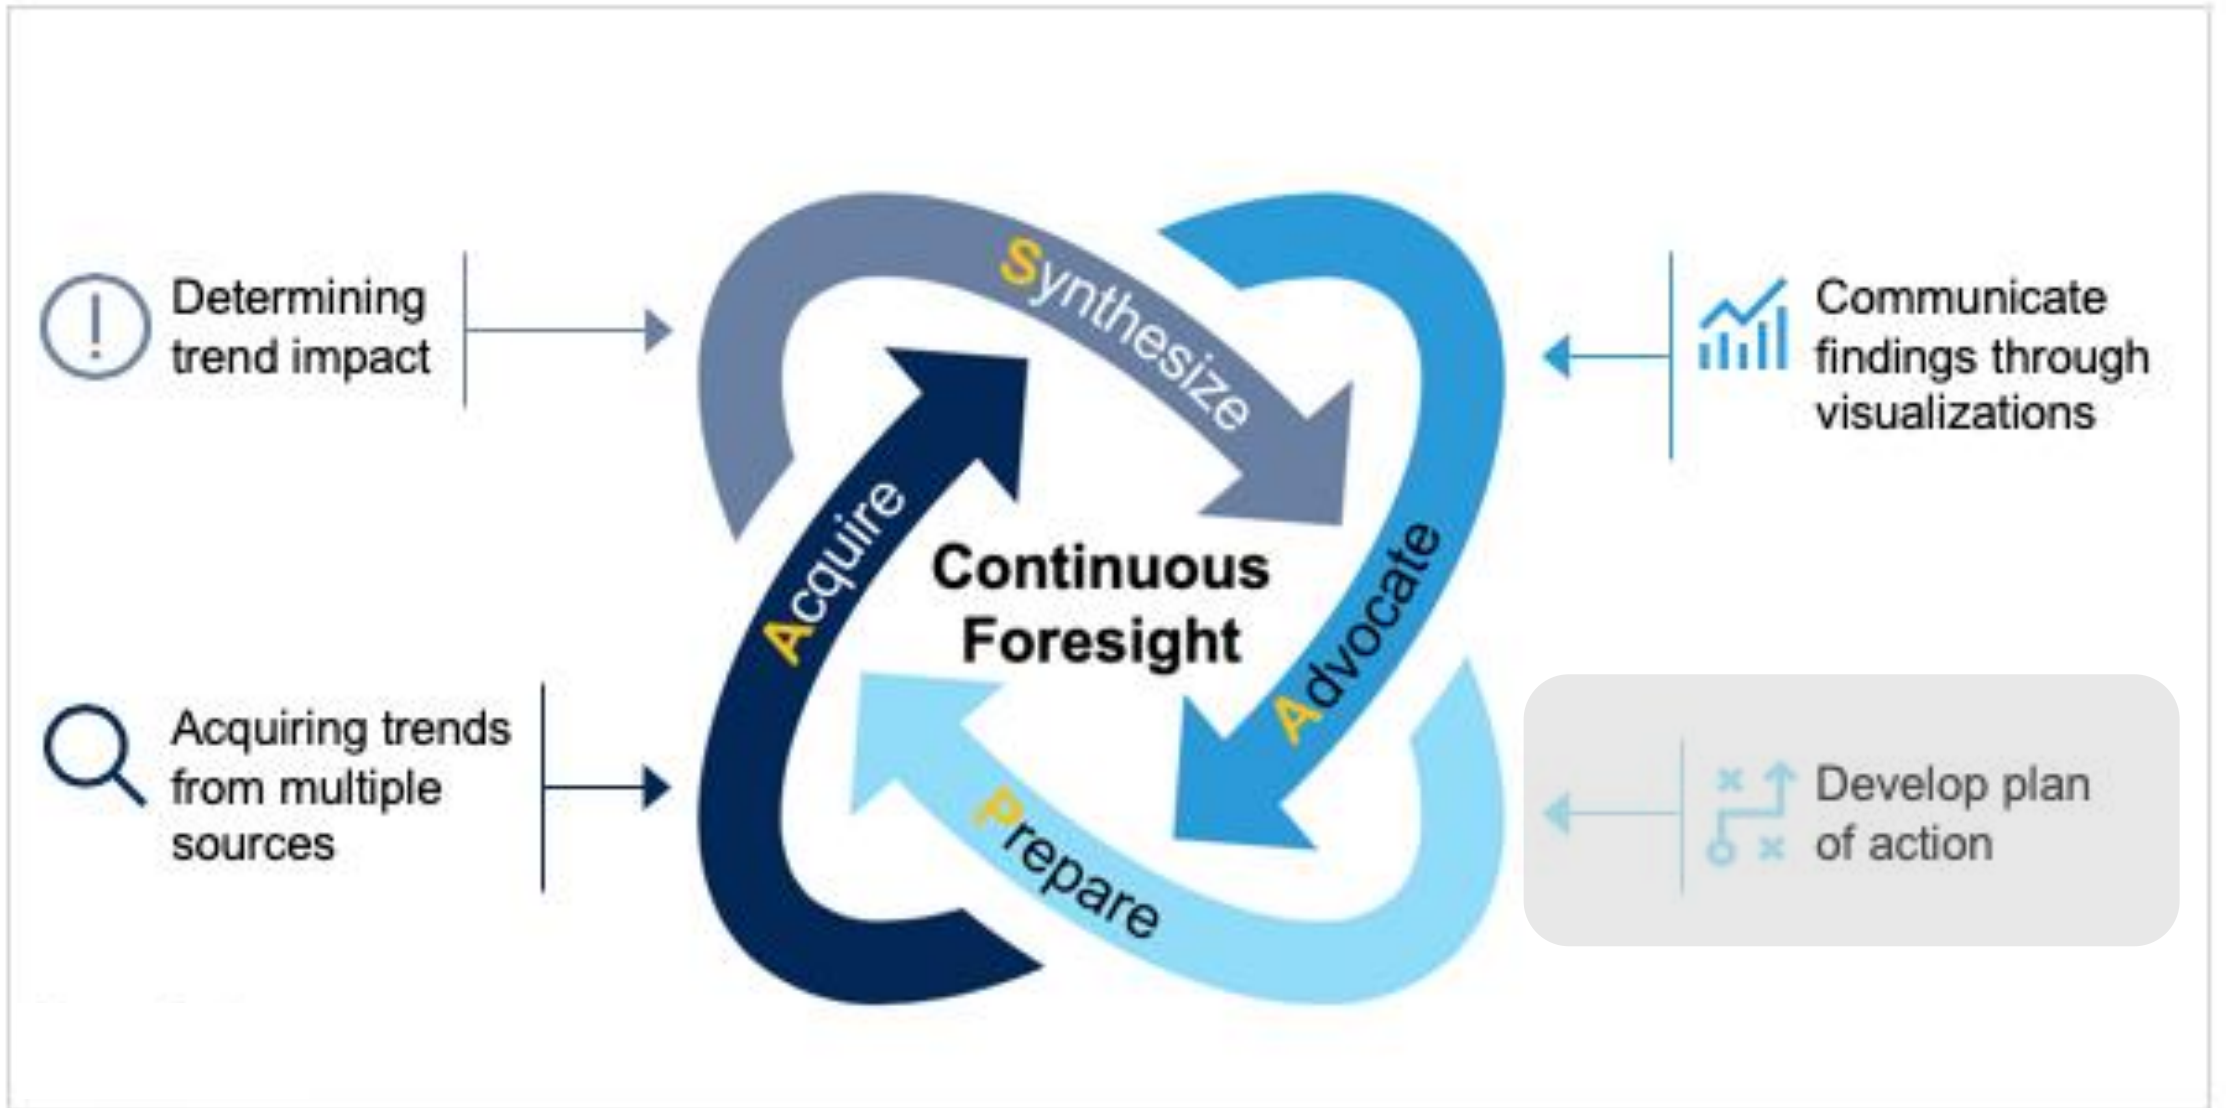 Determining
trend impact
Synthesize
Communicate
findings through
visualizations
Acquire
Continuous
Foresight
Advocate
Acquiring trends
from multiple
sources
Prepare
Develop plan
of action